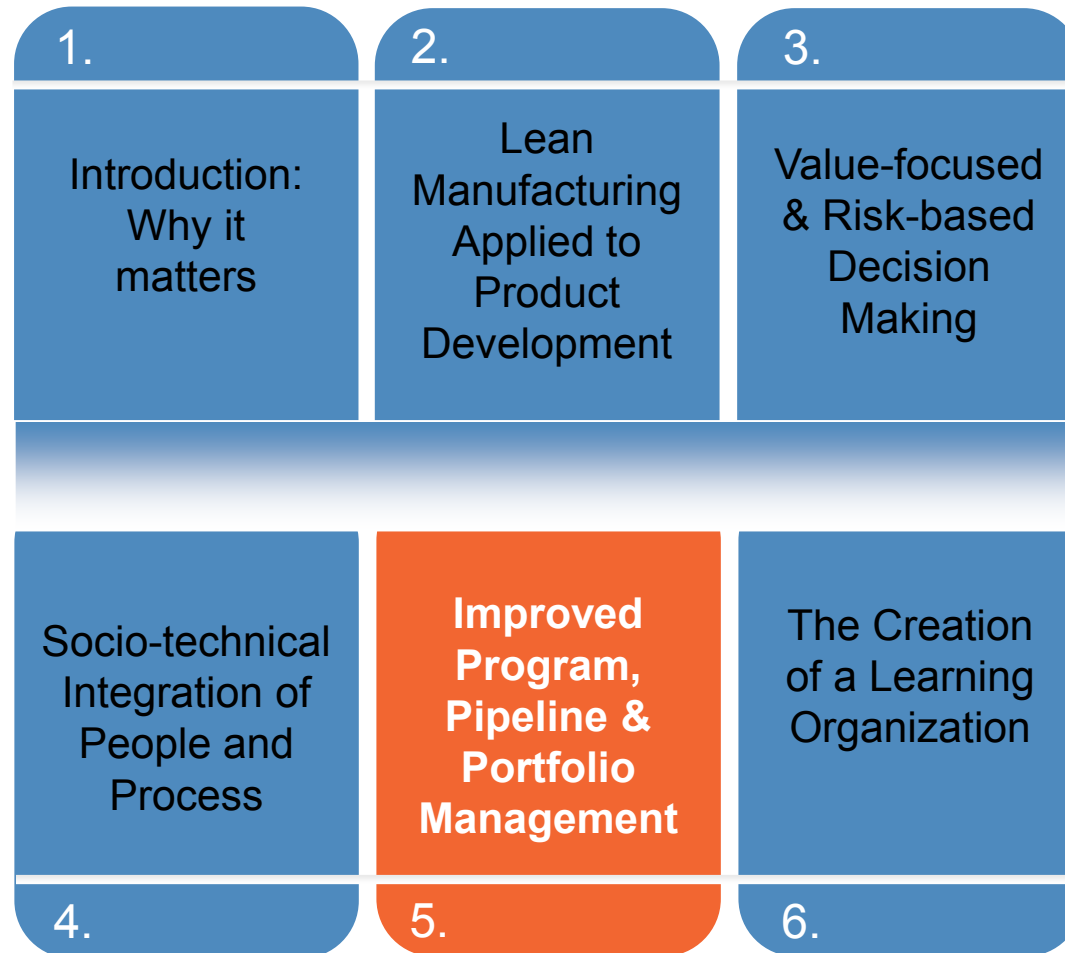 1.
Introduction:
Why it
matters
2.
Lean
Manufacturing
Applied to
Product
Development
3.
Value-focused
& Risk-based
Decision
Making
Socio-technical
Integration of
People and
Process
4.
Improved
Program,
Pipeline &
Portfolio
Management
5.
The Creation
of a Learning
Organization
6.